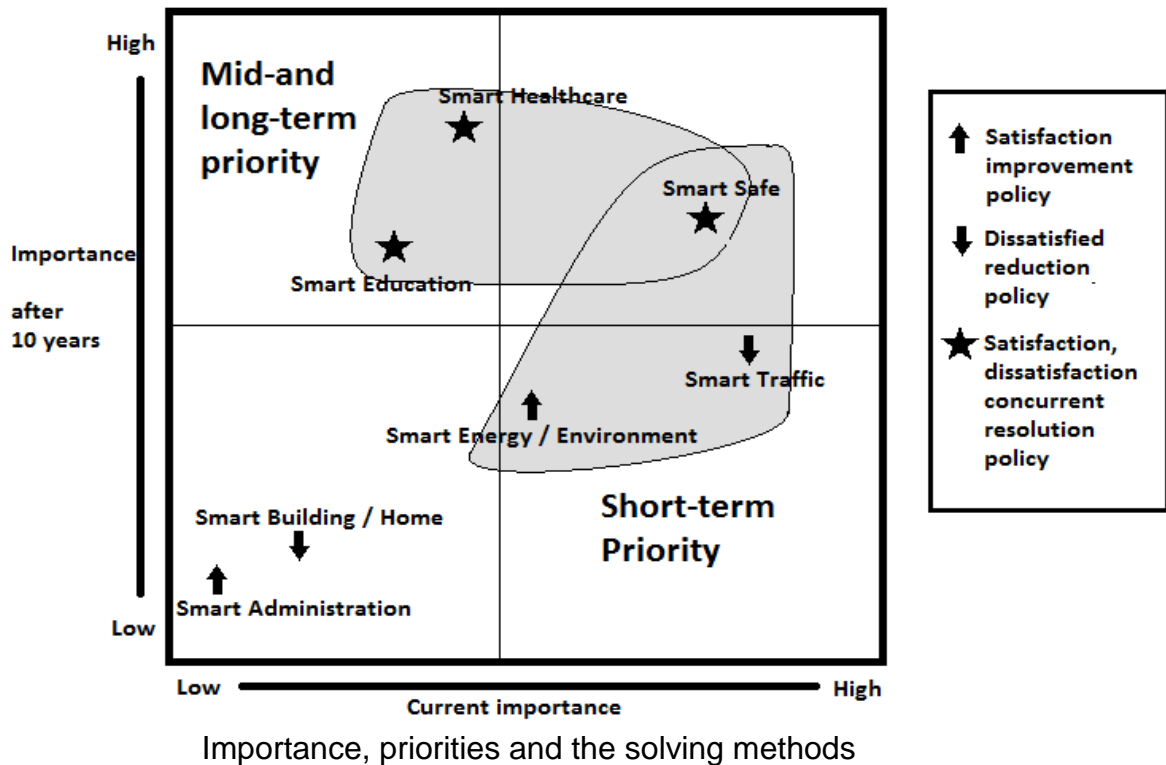 High
Mid-and
long-term
priority
Smart Healthcare
Smart Safe
Importance
after
10 years
Smart Education
Smart Traffic
Smart Energy / Environment
Short-term
Priority
Smart Building / Home
Smart Administration
Low
Low
High
Current importance
Satisfaction
improvement
policy
Dissatisfied
reduction
policy
Satisfaction,
dissatisfaction
concurrent
resolution
policy
Importance, priorities and the solving methods